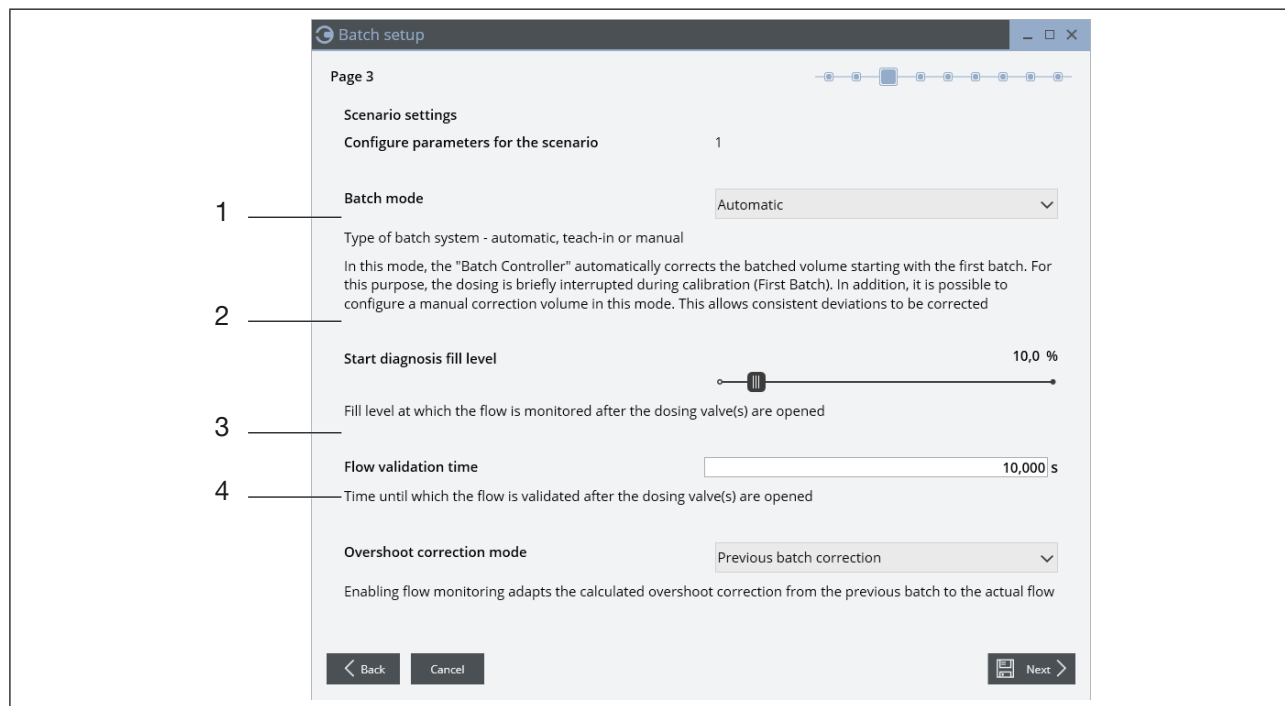 Batch setup
Page 3
Scenario settings
Configure parameters for the scenario 1
1
Batch mode Automatic
Type of batch system - automatic, teach-in or manual
In this mode, the "Batch Controller" automatically corrects the batched volume starting with the first batch. For
this purpose, the dosing is briefly interrupted during calibration (First Batch). In addition, it is possible to
configure a manual correction volume in this mode. This allows consistent deviations to be corrected
2
Start diagnosis fill level 10,0 %
Fill level at which the flow is monitored after the dosing valve(s) are opened
3
Flow validation time 10,000 s
4
Time until which the flow is validated after the dosing valve(s) are opened
Overshoot correction mode Previous batch correction
Enabling flow monitoring adapts the calculated overshoot correction from the previous batch to the actual flow
Back Cancel Next